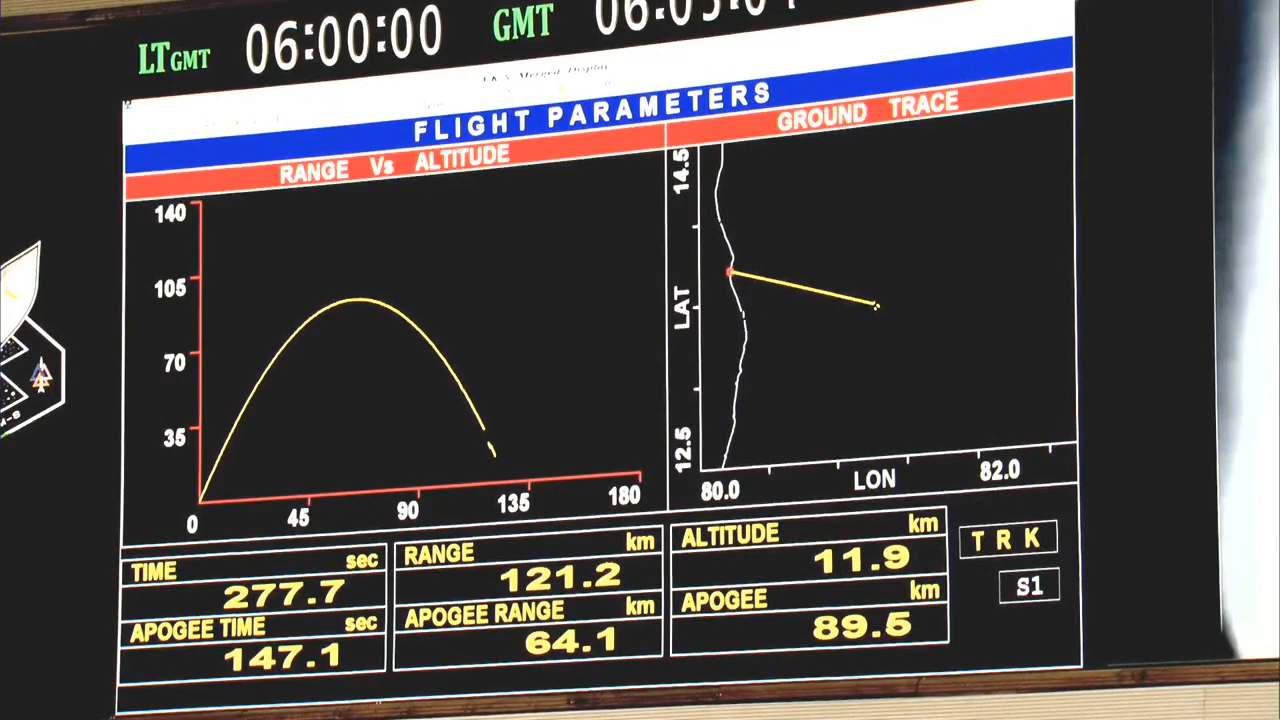 LT GMT 06:00:00 GMT
VKS Merged Display
FLIGHT PARAMETERS
RANGE Vs ALTITUDE
GROUND TRACE
140
105
70
35
0 45 90 135 180
14.5
LAT
12.5
80.0 LON 82.0
TIME sec
277.7
APOGEE TIME sec
147.1
RANGE km
121.2
APOGEE RANGE km
64.1
ALTITUDE km
11.9
APOGEE km
89.5
TRK
S1